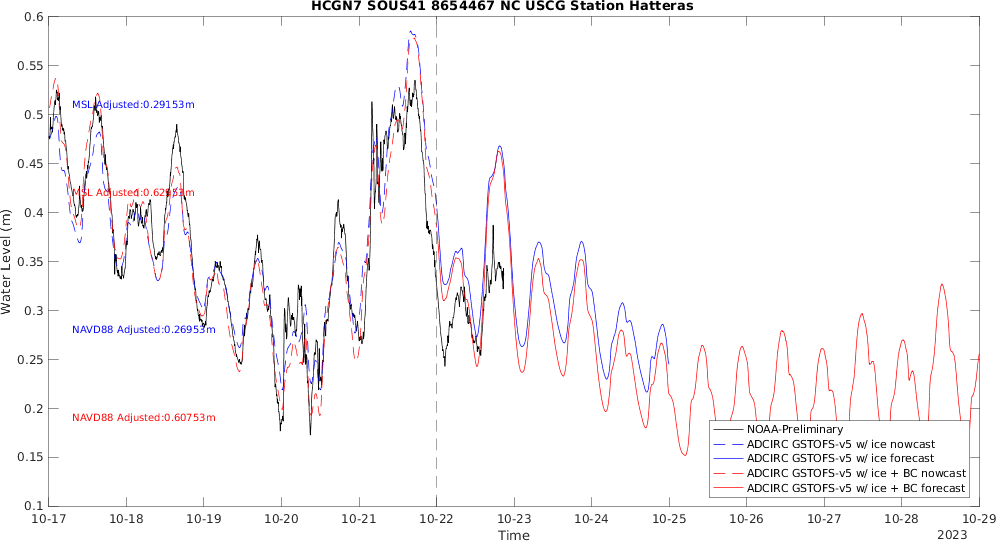 HCGN7 SOUS41 8654467 NC USCG Station Hatteras
0.6
0.55
0.5
0.45
0.4
0.35
0.3
0.25
0.2
0.15
0.1
Water Level (m)
MSL Adjusted:0.29153m
MSL Adjusted:0.62953m
NAVD88 Adjusted:0.26953m
NAVD88 Adjusted:0.60753m
NOAA-Preliminary
ADCIRC GSTOFS-v5 w/ ice nowcast
ADCIRC GSTOFS-v5 w/ ice forecast
ADCIRC GSTOFS-v5 w/ ice + BC nowcast
ADCIRC GSTOFS-v5 w/ ice + BC forecast
10-17 10-18 10-19 10-20 10-21 10-22 10-23 10-24 10-25 10-26 10-27 10-28 10-29
Time
2023